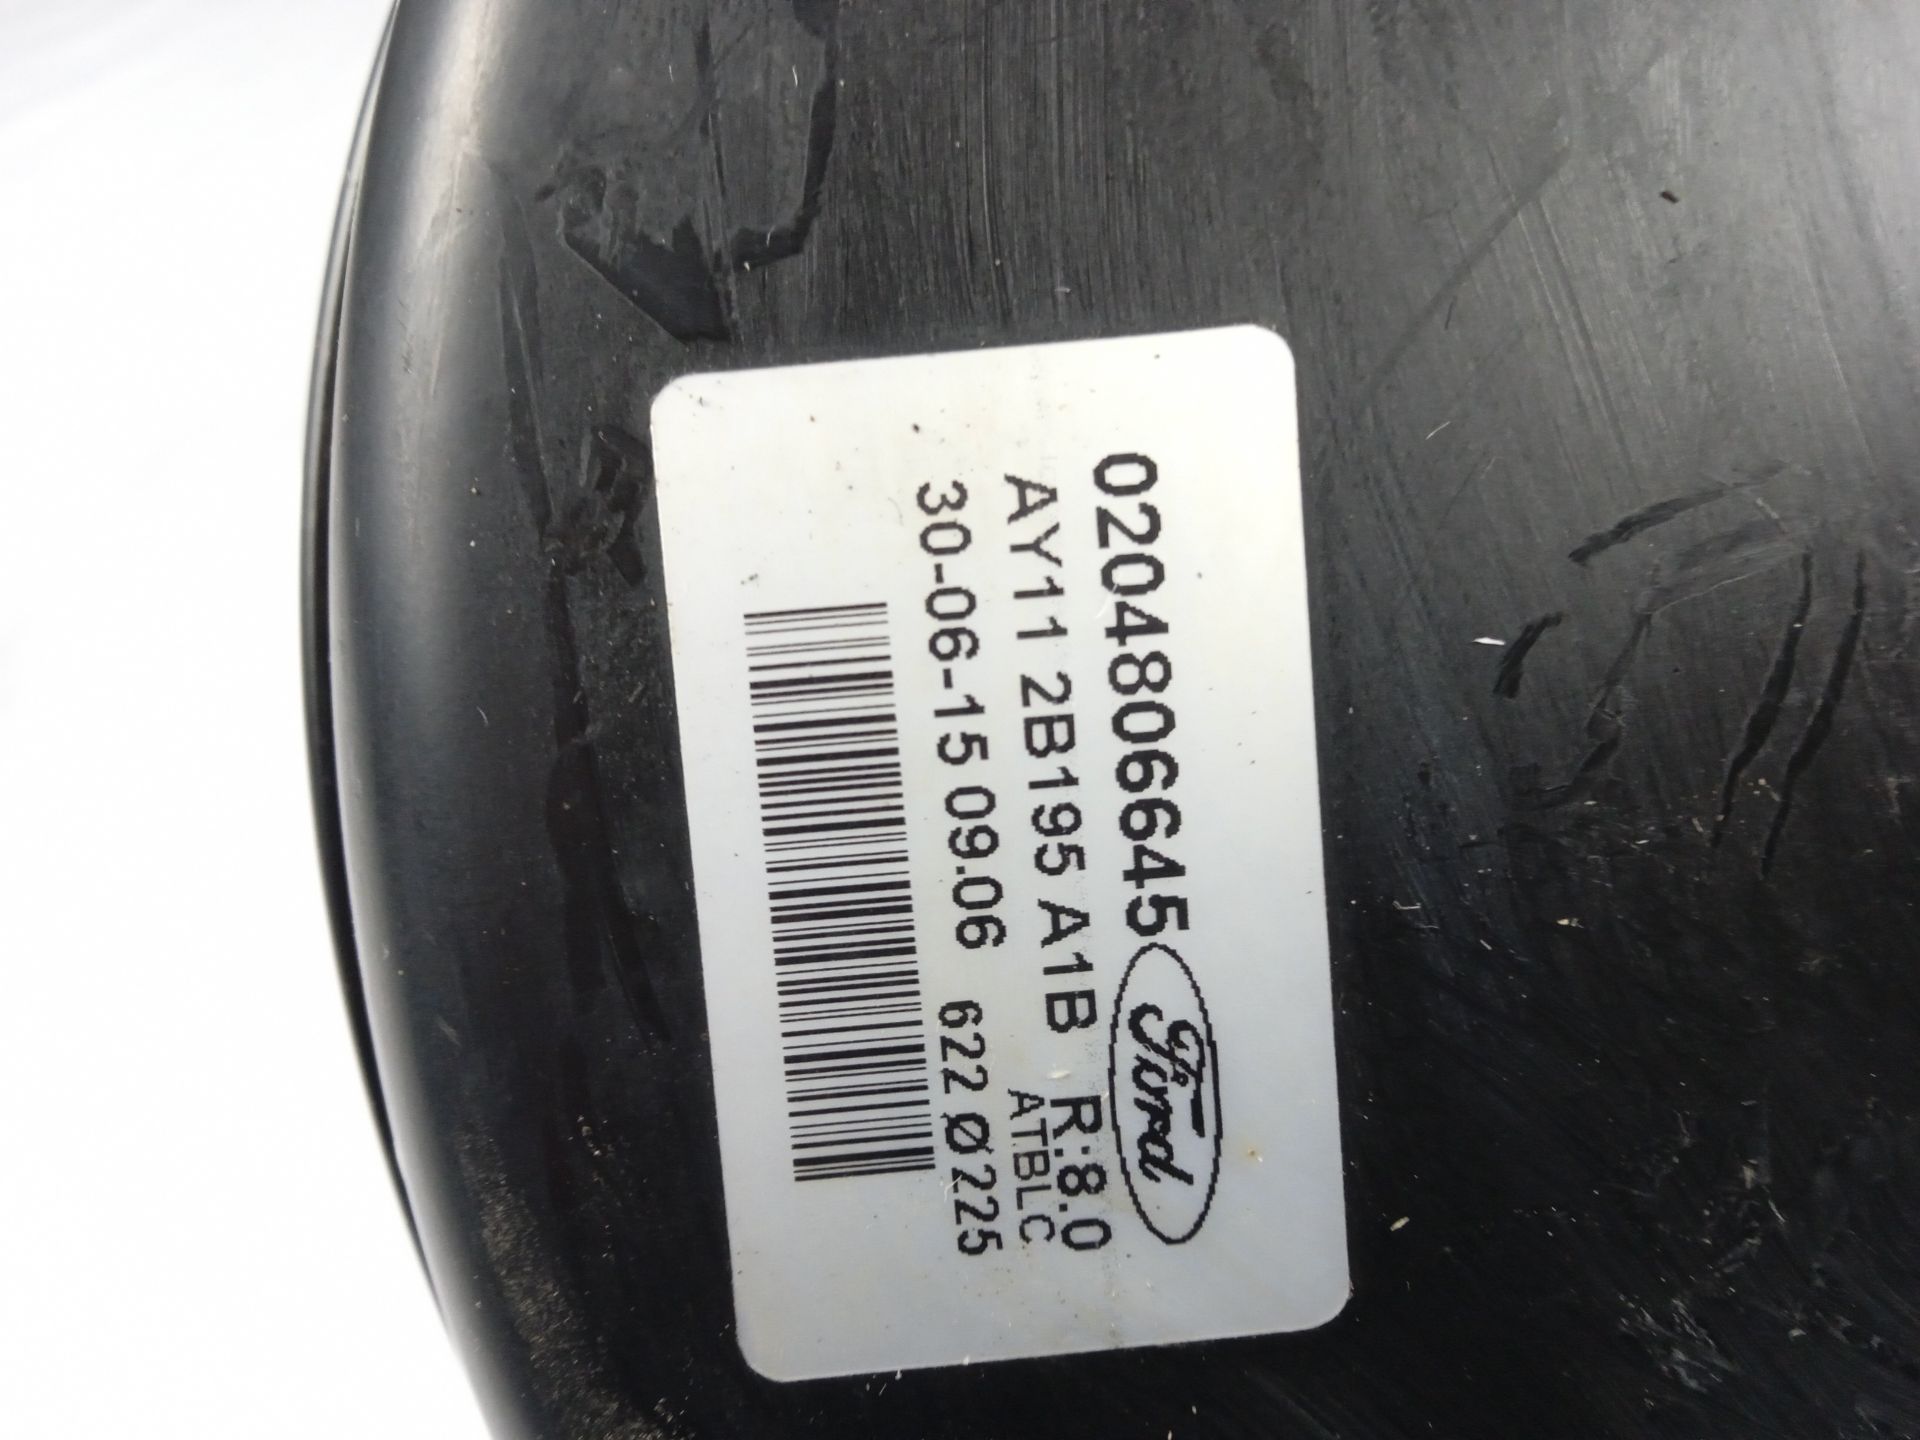 0204806645 Ford
AY11 2B195 A1B R:8.0
ATBLC
30-06-15 09.06 622 Ø225